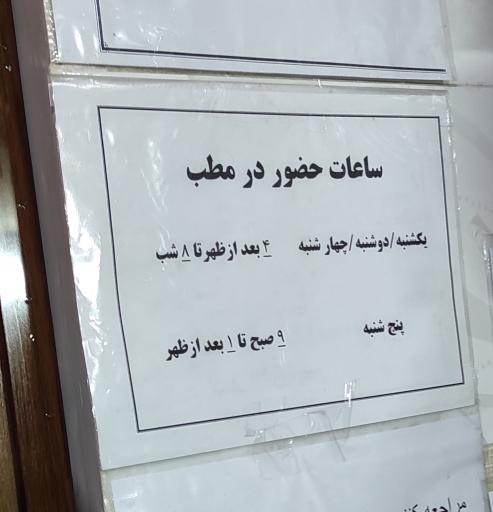 ساعات حضور در مطب
یکشنبه/دوشنبه/چهار شنبه ۴ بعد از ظهر تا ۸ شب
پنج شنبه ۹ صبح تا ۱ بعد از ظهر